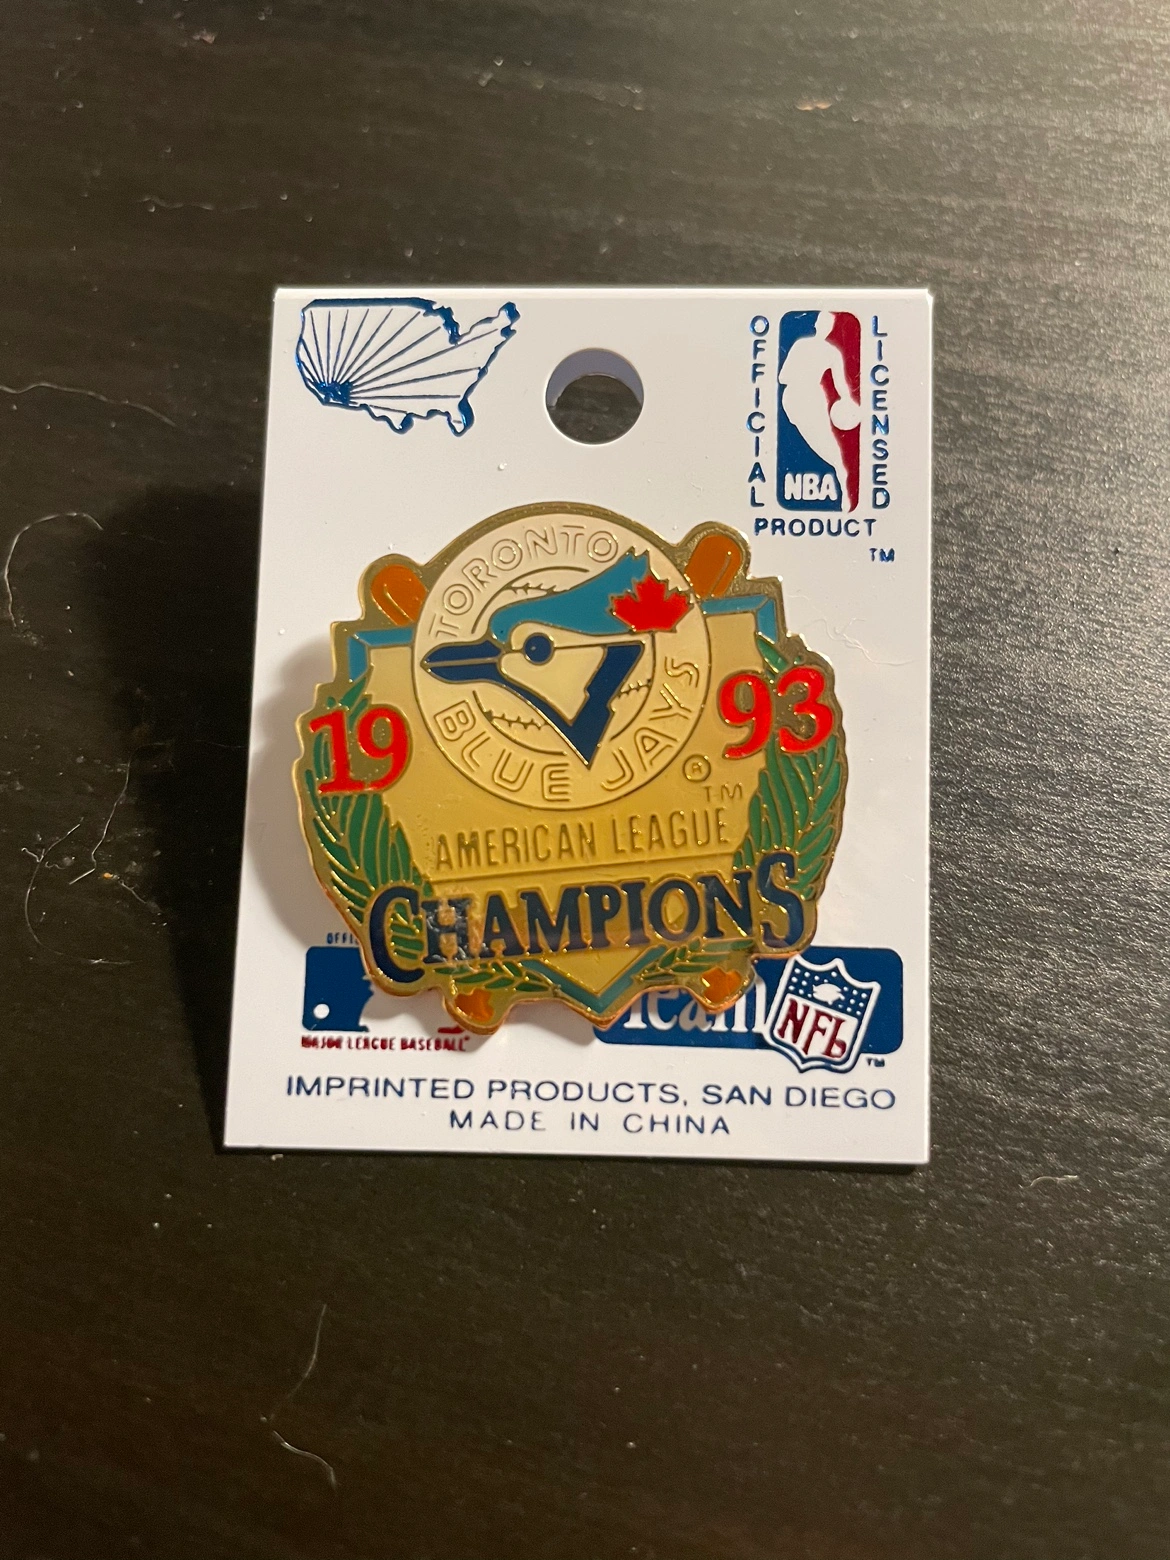 OFFICIAL
LICENSED
NBA
PRODUCT
TM
TORONTO
BLUE JAYS
19 93
®
TM
AMERICAN LEAGUE
CHAMPIONS
MAJOR LEAGUE BASEBALL
Team
NFL
TM
IMPRINTED PRODUCTS, SAN DIEGO
MADE IN CHINA